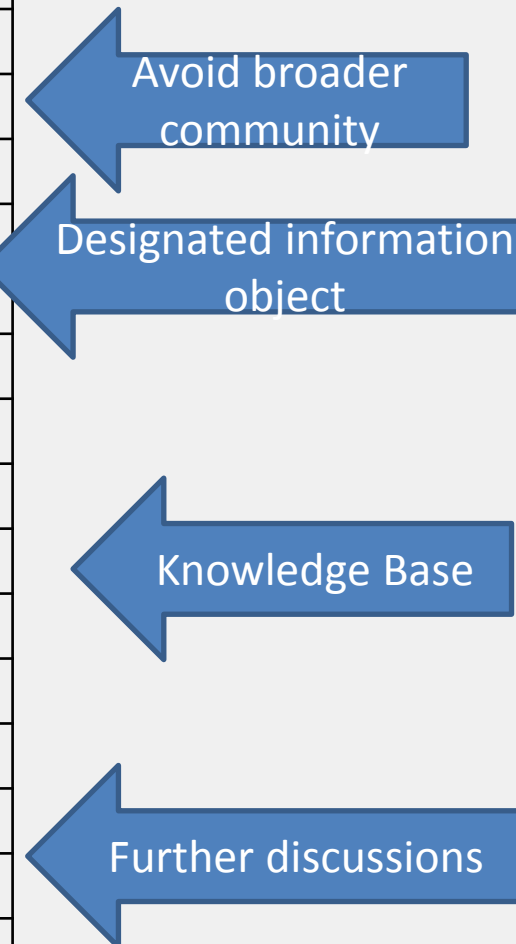 Avoid broader
community
Designated information
object
Knowledge Base
Further discussions